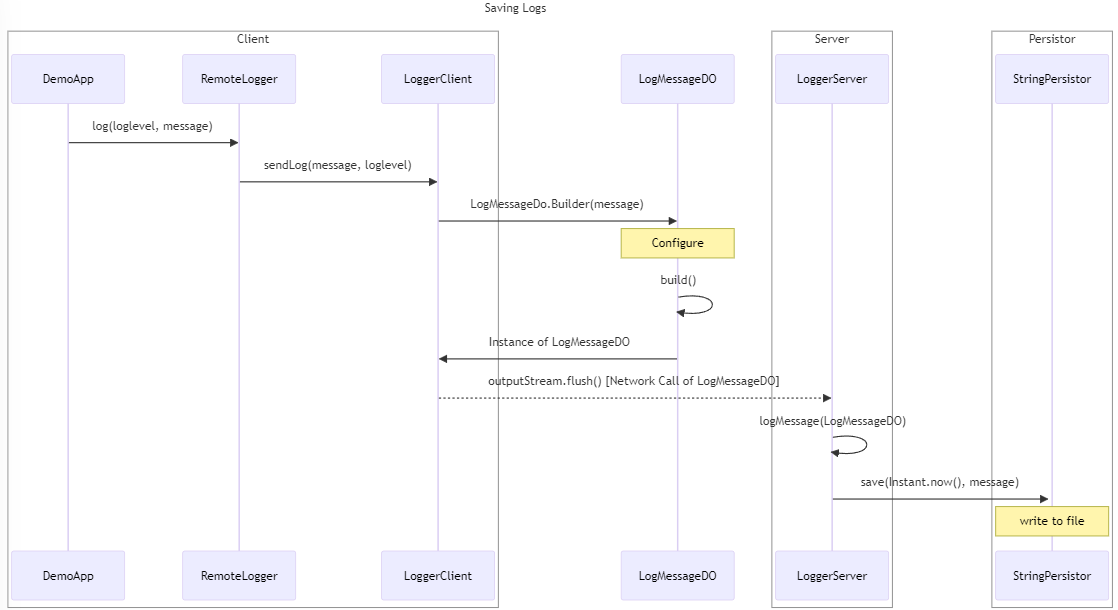 Saving Logs
Client
Server
Persistor
DemoApp
RemoteLogger
LoggerClient
LogMessageDO
LoggerServer
StringPersistor
log(loglevel, message)
sendLog(message, loglevel)
LogMessageDo.Builder(message)
Configure
build()
Instance of LogMessageDO
outputStream.flush() [Network Call of LogMessageDO]
logMessage(LogMessageDO)
save(Instant.now(), message)
write to file
DemoApp
RemoteLogger
LoggerClient
LogMessageDO
LoggerServer
StringPersistor